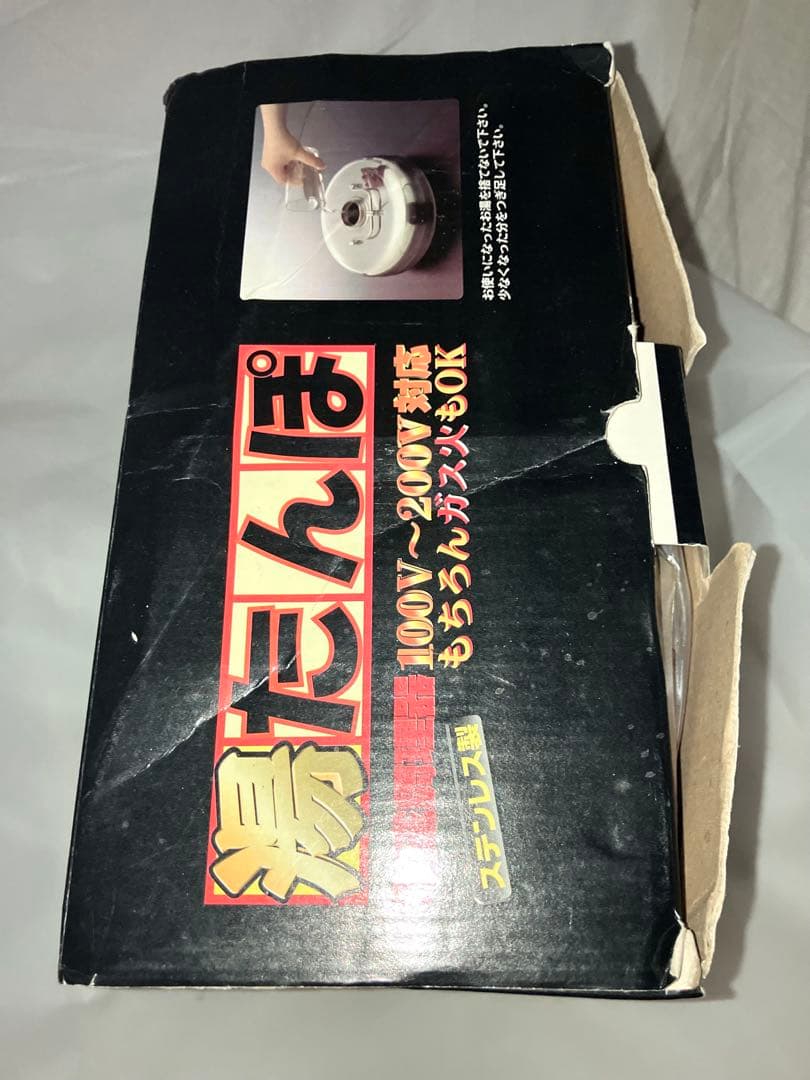 湯たんぽ
調理器 100V～200V対応
もちろんガス火もOK
ステンレス製
お使いになったお湯を捨てないで下さい。
少なくなった分をつぎ足して下さい。